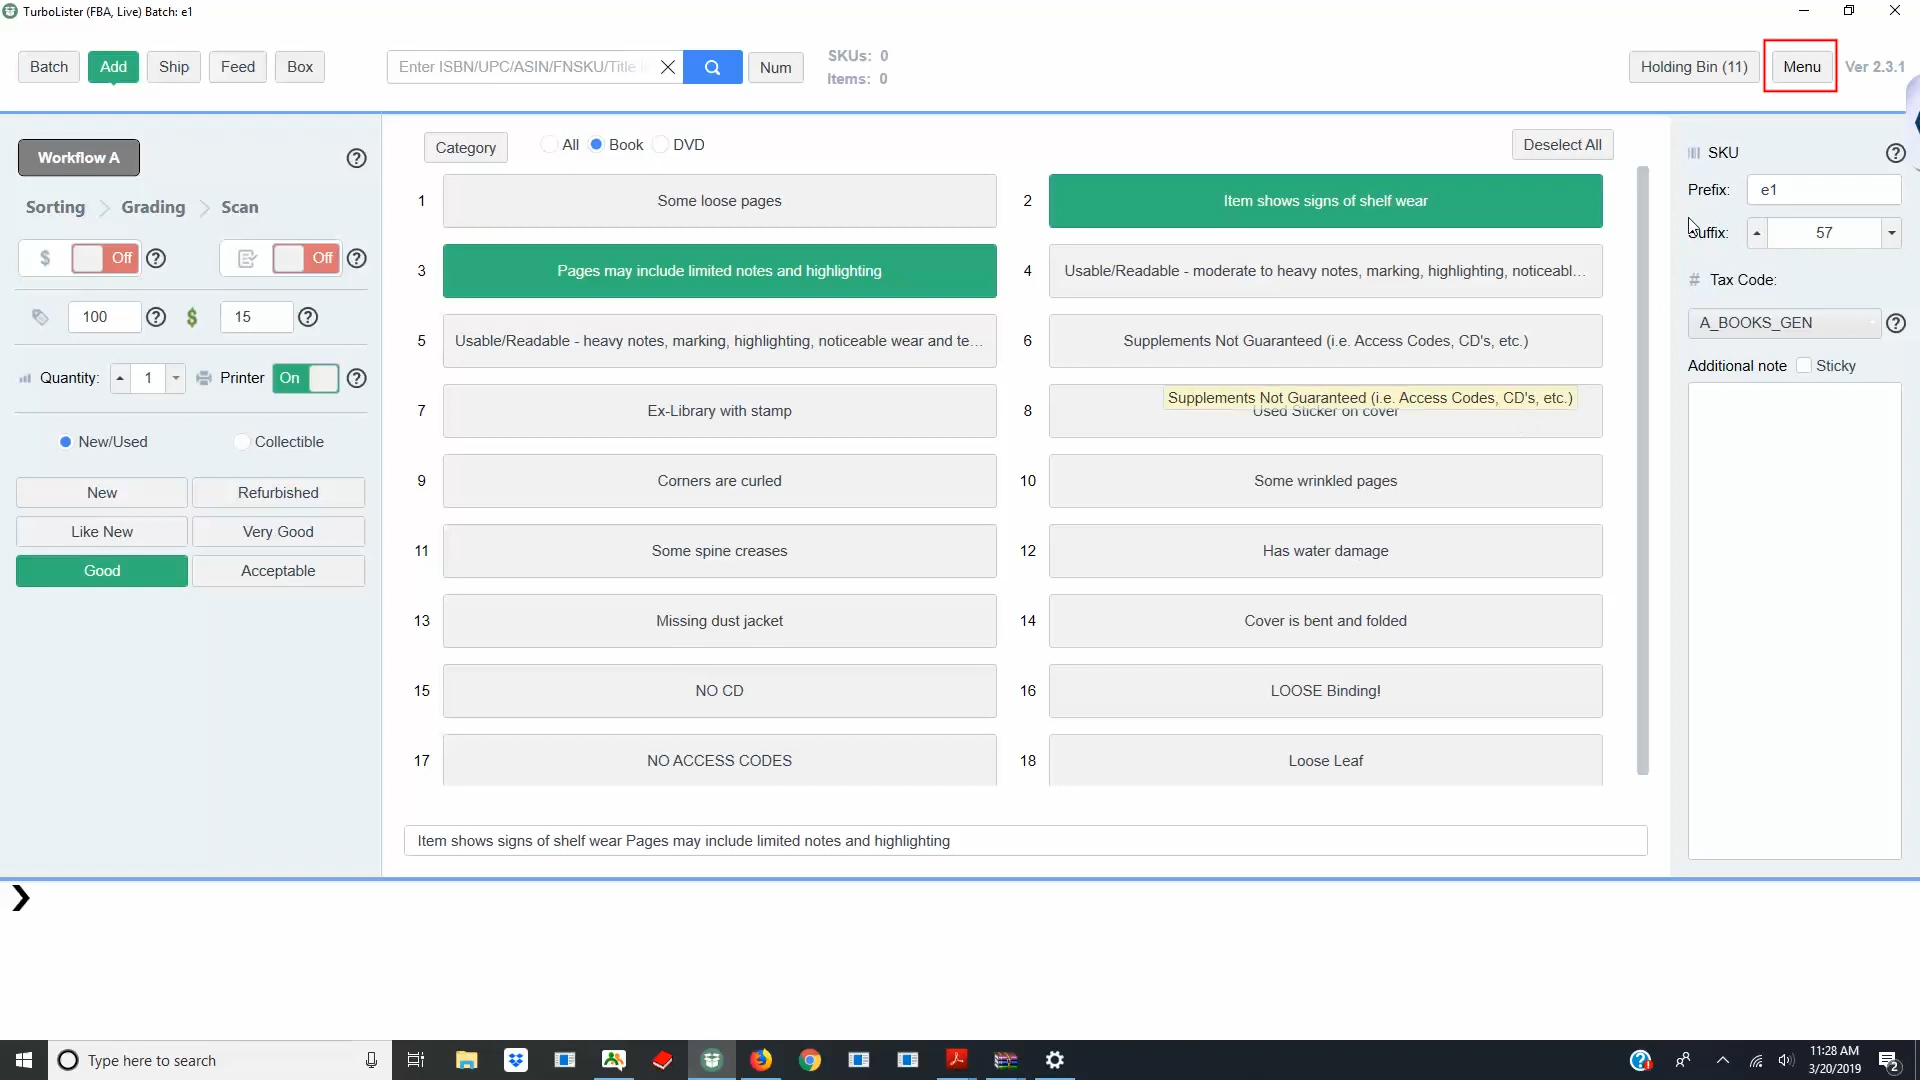 TurboLister (FBA, Live) Batch: e1
Batch Add Ship Feed Box
Enter ISBN/UPC/ASIN/FNSKU/Title
Num
SKUs: 0
Items: 0
Holding Bin (11)
Menu
Ver 2.3.1
Workflow A
Sorting Grading Scan
$ Off
Off
100
$ 15
Quantity: 1
Printer On
New/Used
Collectible
New
Refurbished
Like New
Very Good
Good
Acceptable
Category
All Book DVD
Deselect All
1 Some loose pages
2 Item shows signs of shelf wear
3 Pages may include limited notes and highlighting
4 Usable/Readable - moderate to heavy notes, marking, highlighting, noticeabl...
5 Usable/Readable - heavy notes, marking, highlighting, noticeable wear and te...
6 Supplements Not Guaranteed (i.e. Access Codes, CD's, etc.)
Supplements Not Guaranteed (i.e. Access Codes, CD's, etc.)
7 Ex-Library with stamp
8 Used Sticker on cover
9 Corners are curled
10 Some wrinkled pages
11 Some spine creases
12 Has water damage
13 Missing dust jacket
14 Cover is bent and folded
15 NO CD
16 LOOSE Binding!
17 NO ACCESS CODES
18 Loose Leaf
Item shows signs of shelf wear Pages may include limited notes and highlighting
SKU
Prefix: e1
Suffix: 57
# Tax Code:
A_BOOKS_GEN
Additional note Sticky
Type here to search
11:28 AM
3/20/2019
2